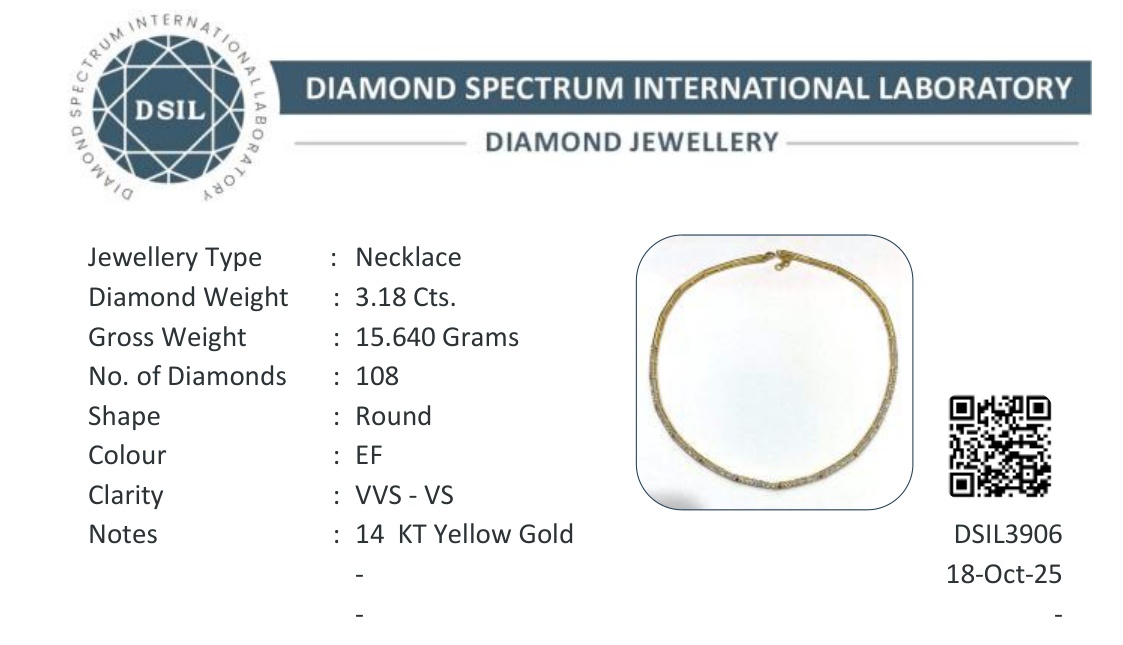 DIAMOND SPECTRUM INTERNATIONAL LABORATORY
DSIL
DIAMOND SPECTRUM INTERNATIONAL LABORATORY
DIAMOND JEWELLERY
Jewellery Type : Necklace
Diamond Weight : 3.18 Cts.
Gross Weight : 15.640 Grams
No. of Diamonds : 108
Shape : Round
Colour : EF
Clarity : VVS - VS
Notes : 14 KT Yellow Gold
-
-
DSIL3906
18-Oct-25
-